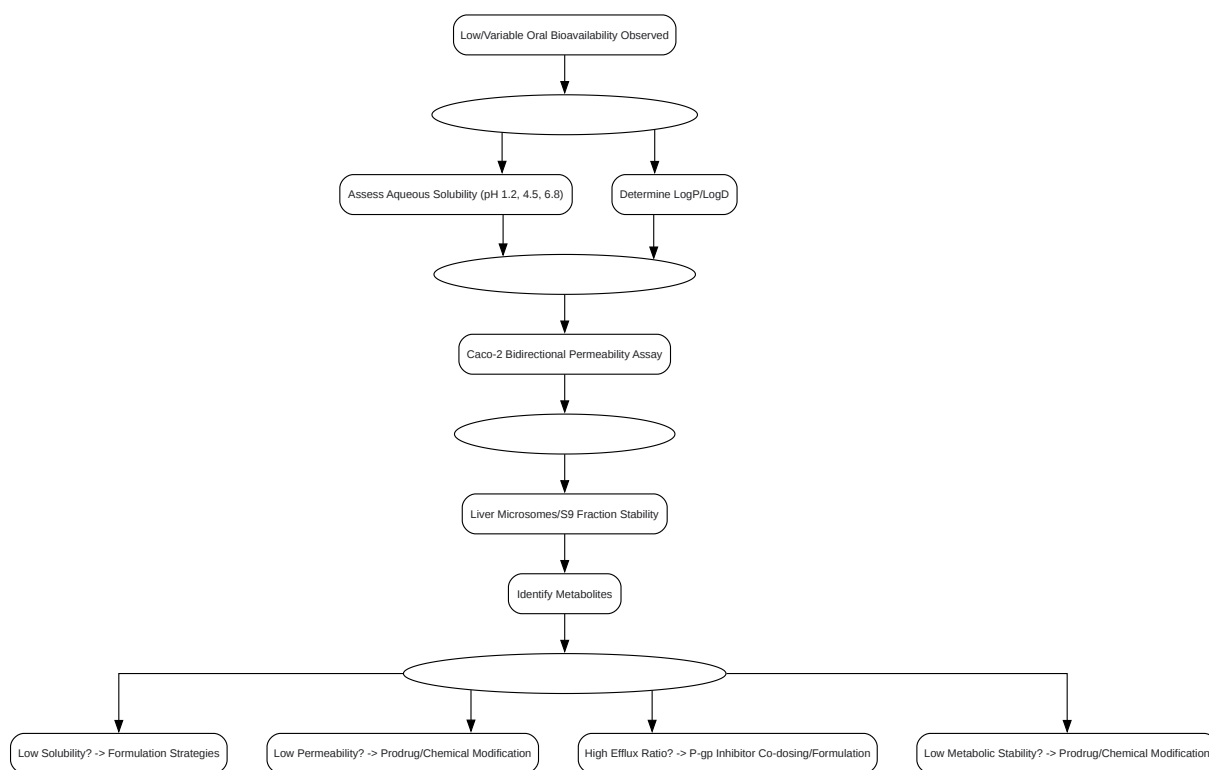 Low/Variable Oral Bioavailability Observed
Assess Aqueous Solubility (pH 1.2, 4.5, 6.8)
Determine LogP/LogD
Caco-2 Bidirectional Permeability Assay
Liver Microsomes/S9 Fraction Stability
Identify Metabolites
Low Solubility? -> Formulation Strategies
Low Permeability? -> Prodrug/Chemical Modification
High Efflux Ratio? -> P-gp Inhibitor Co-dosing/Formulation
Low Metabolic Stability? -> Prodrug/Chemical Modification